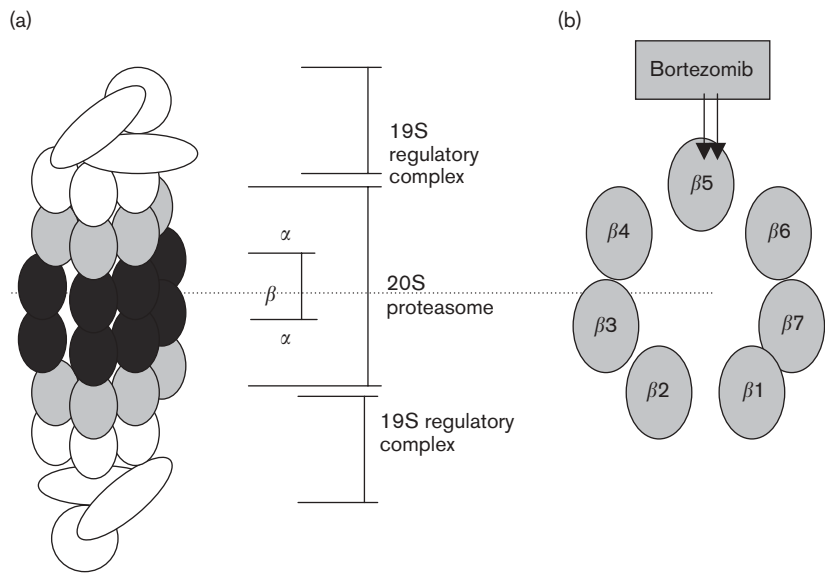 (a)
19S
regulatory
complex
α
β
α
20S
proteasome
19S regulatory
complex
(b)
Bortezomib
β5
β4
β6
β3
β7
β2
β1